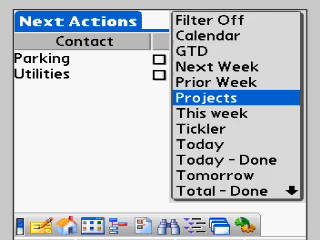 Next Actions
Contact
Parking
Utilities
Filter Off
Calendar
GTD
Next Week
Prior Week
Projects
This week
Tickler
Today
Today - Done
Tomorrow
Total - Done